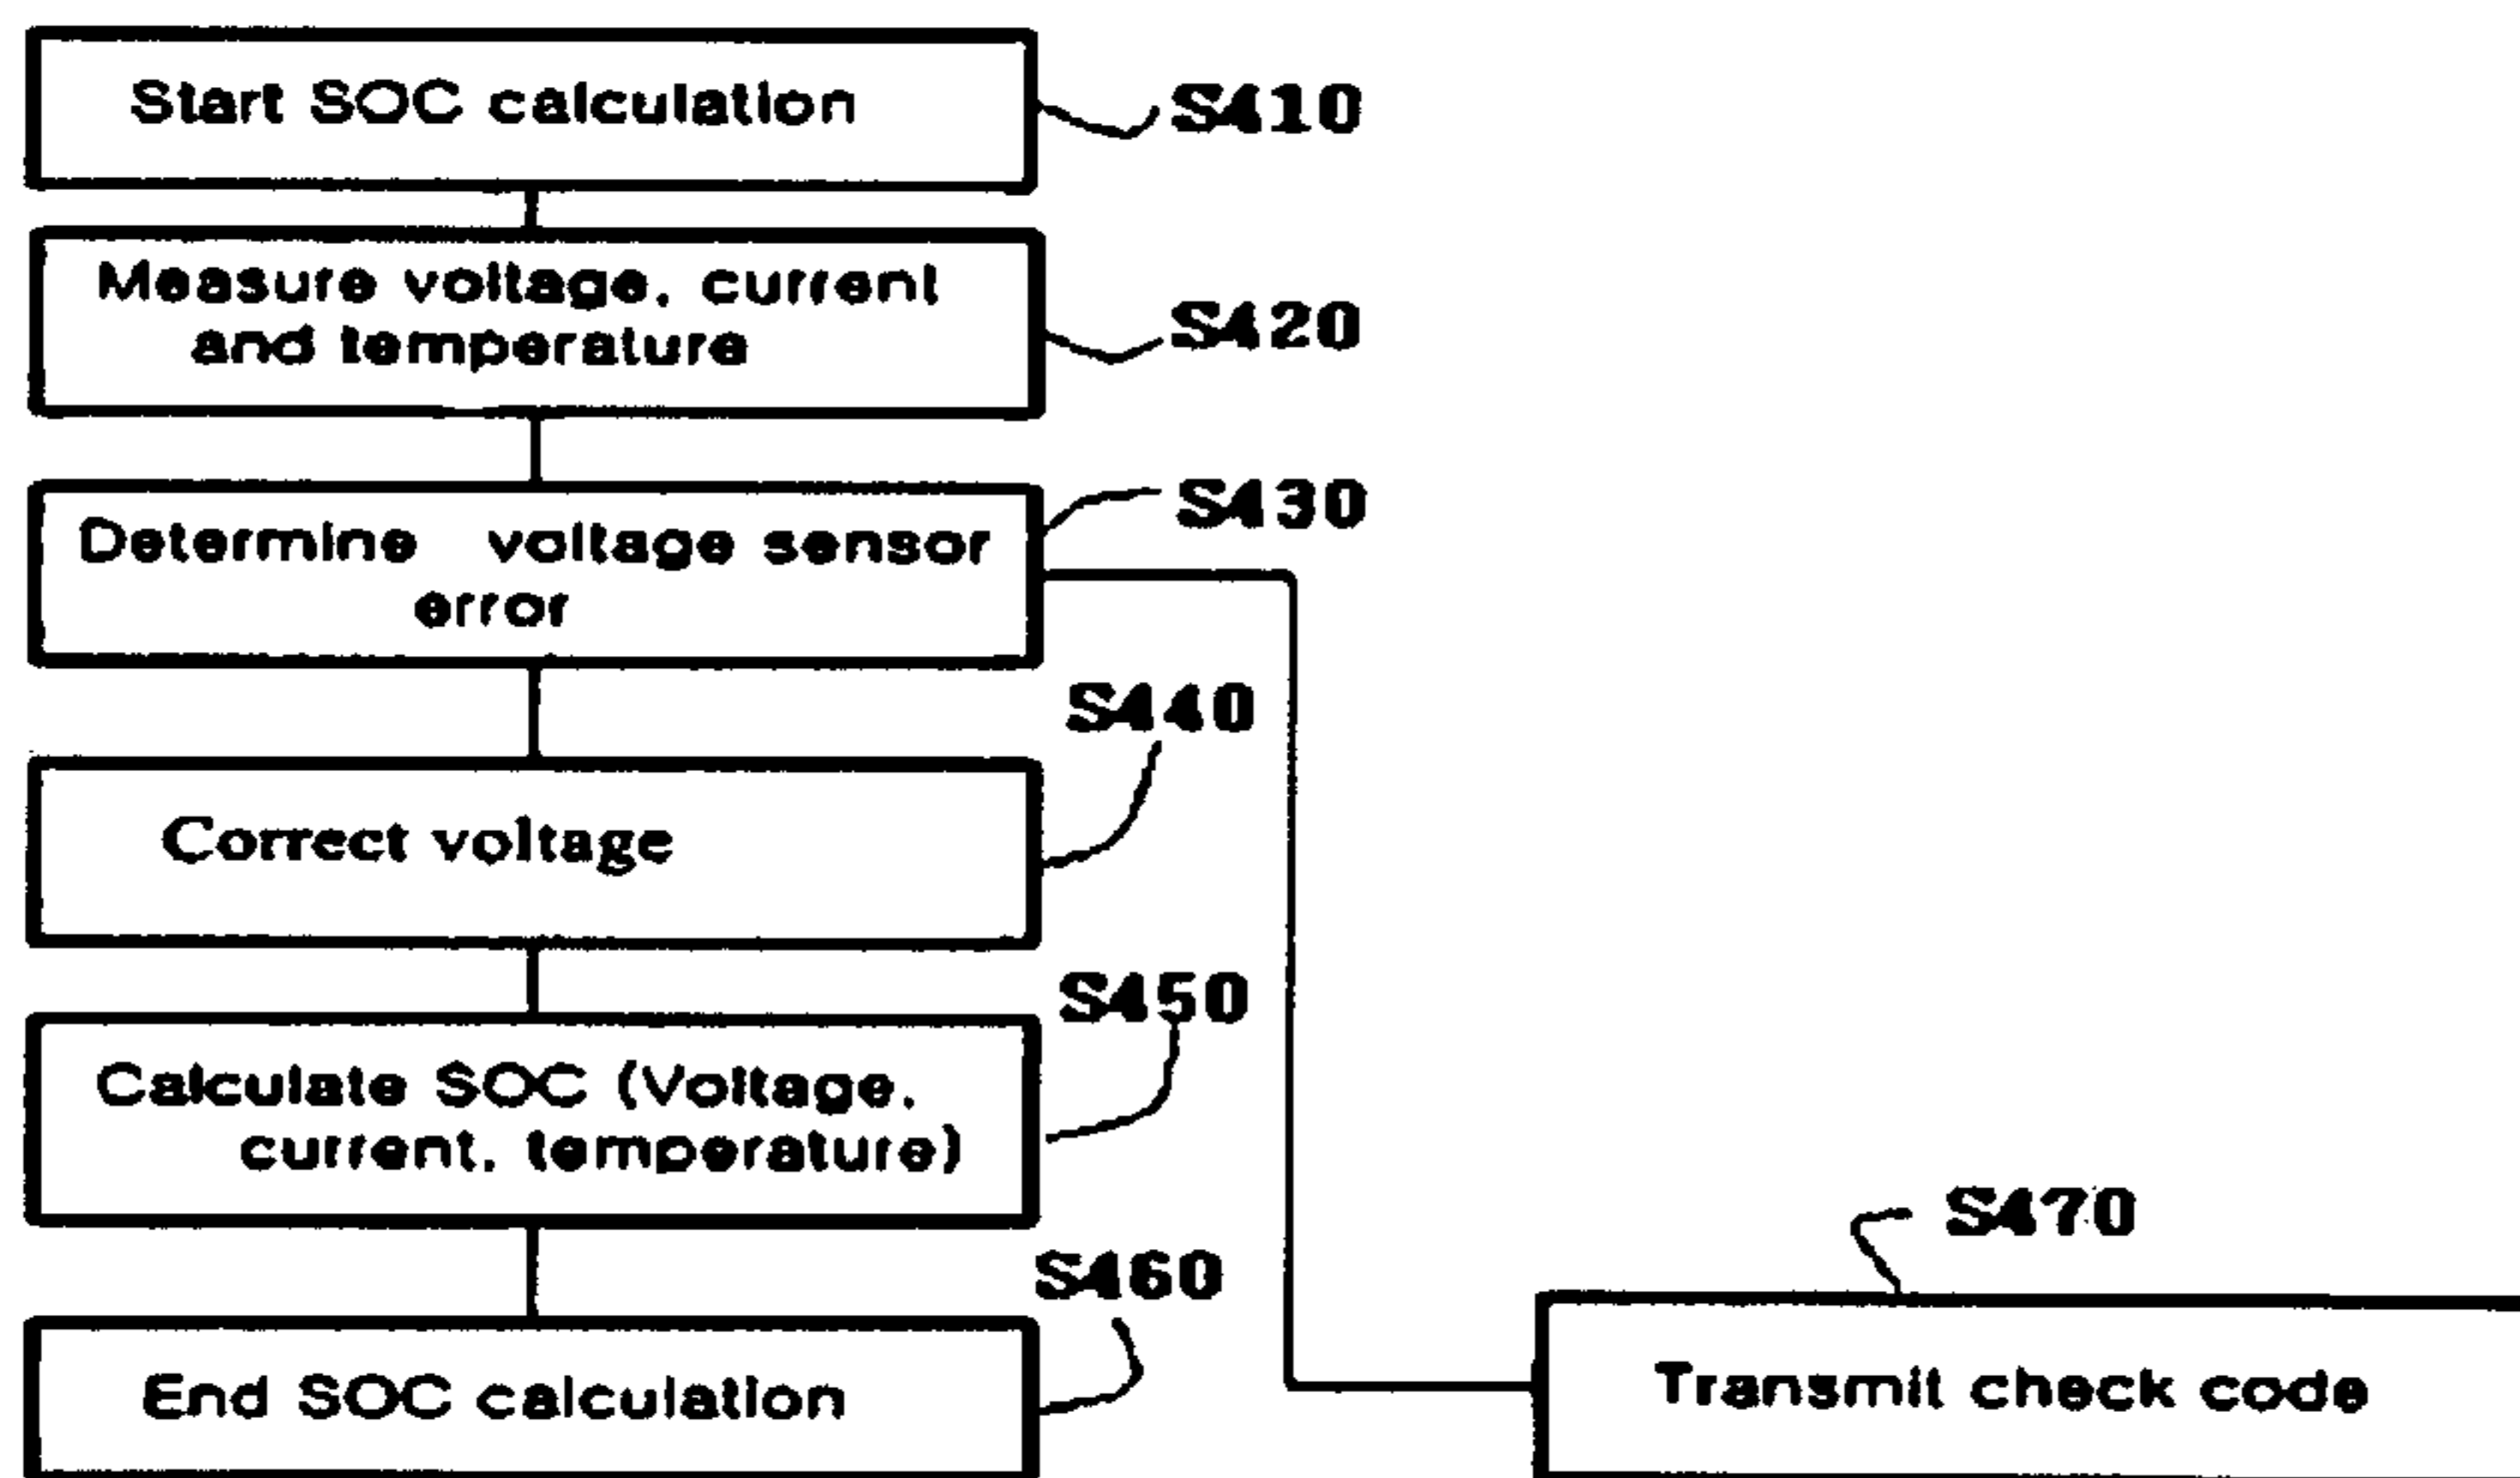 Start SOC calculation
S410
Measure voltage, current
and temperature
S420
Determine voltage sensor
error
S430
S440
Correct voltage
S450
Calculate SOC (Voltage,
current, temperature)
S460
End SOC calculation
S470
Transmit check code